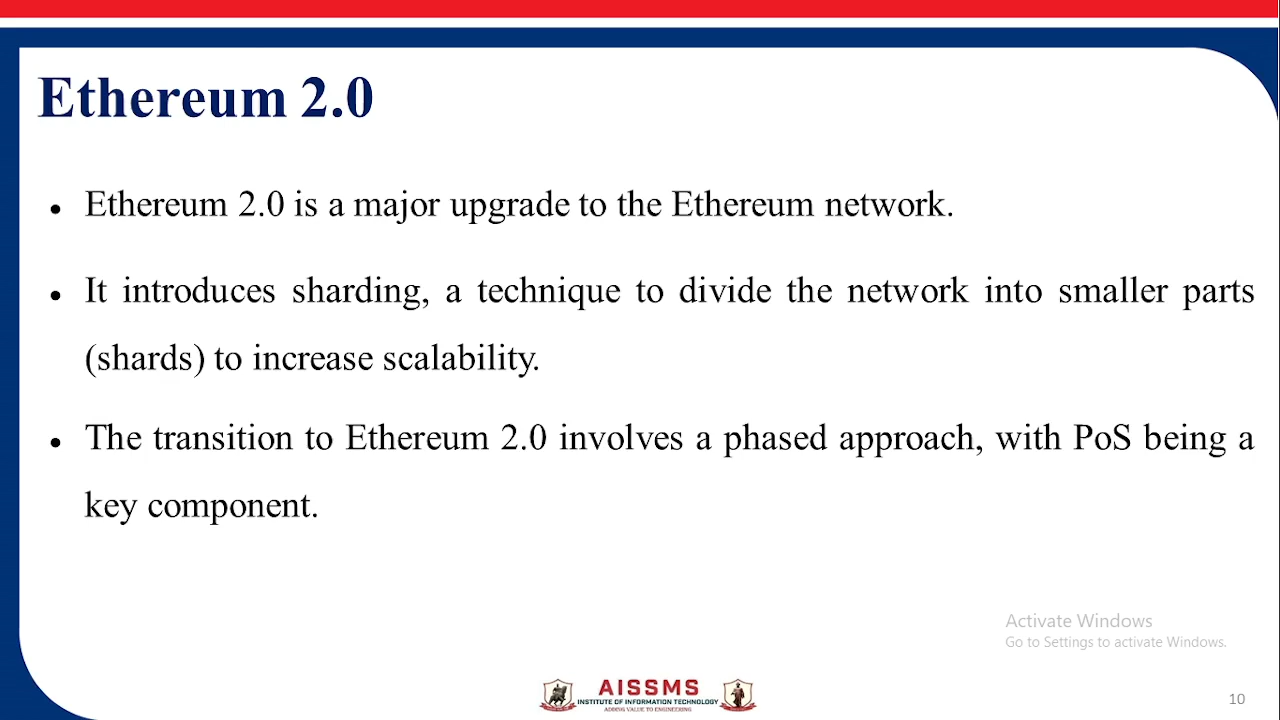 Ethereum 2.0
• Ethereum 2.0 is a major upgrade to the Ethereum network.
• It introduces sharding, a technique to divide the network into smaller parts
(shards) to increase scalability.
• The transition to Ethereum 2.0 involves a phased approach, with PoS being a
key component.
Activate Windows
Go to Settings to activate Windows.
AISSMS
INSTITUTE OF INFORMATION TECHNOLOGY
ADDING VALUE TO ENGINEERING
10